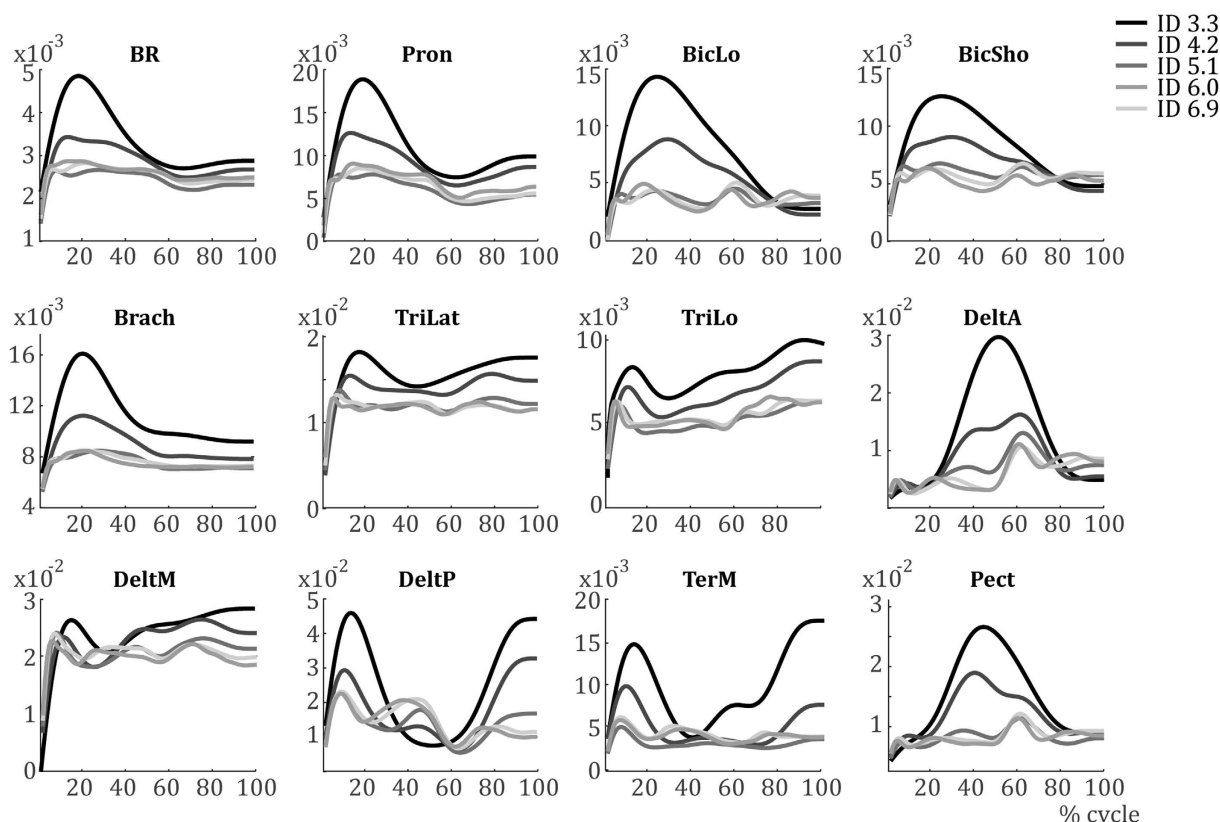 ID 3.3
ID 4.2
ID 5.1
ID 6.0
ID 6.9
x10-3 BR
5
4
3
2
1
20 40 60 80 100
x10-3 Pron
20
15
10
5
0
20 40 60 80 100
x10-3 BicLo
15
10
5
0
20 40 60 80 100
x10-3 BicSho
15
10
5
0
20 40 60 80 100
x10-3 Brach
16
12
8
4
20 40 60 80 100
x10-2 TriLat
2
1
0
20 40 60 80 100
x10-3 TriLo
10
5
0
20 40 60 80 100
x10-2 DeltA
3
2
1
0
20 40 60 80 100
x10-2 DeltM
3
2
1
0
20 40 60 80 100
x10-2 DeltP
5
4
3
2
1
0
20 40 60 80 100
x10-3 TerM
20
15
10
5
0
20 40 60 80 100
x10-2 Pect
3
2
1
0
20 40 60 80 100
% cycle